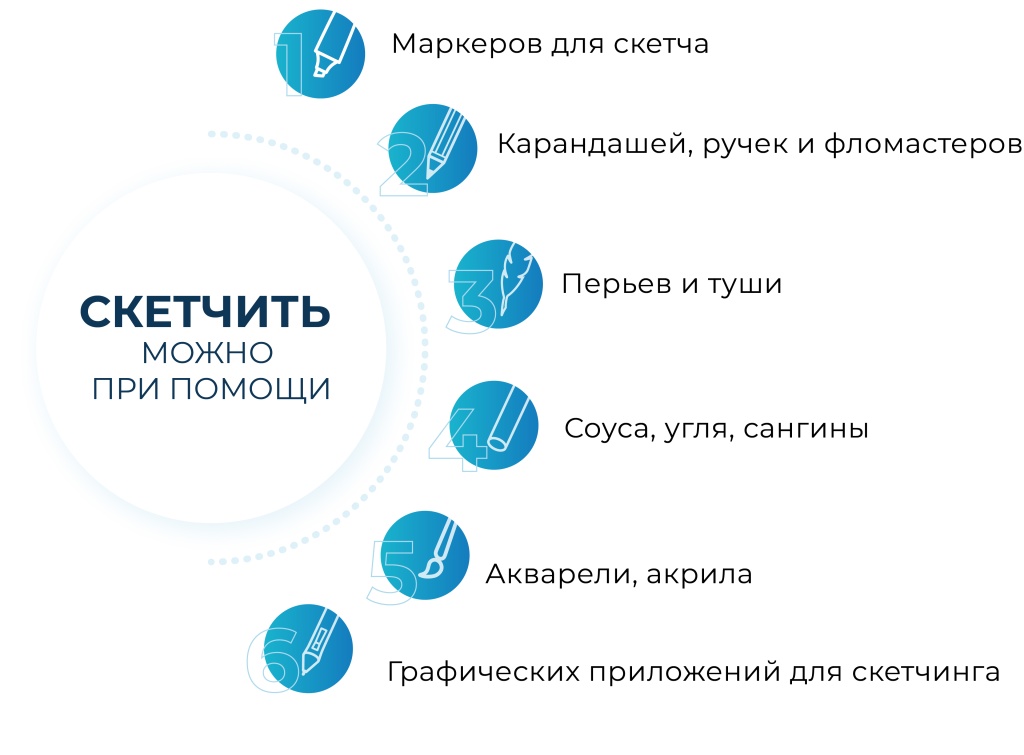 СКЕТЧИТЬ
МОЖНО
ПРИ ПОМОЩИ
1
Маркеров для скетча
2
Карандашей, ручек и фломастеров
3
Перьев и туши
4
Соуса, угля, сангины
5
Акварели, акрила
6
Графических приложений для скетчинга